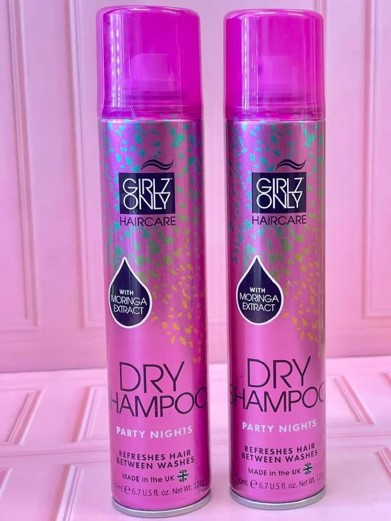 GIRLZ
ONLY
HAIRCARE
WITH
MORINGA
EXTRACT
DRY
SHAMPOO
PARTY NIGHTS
REFRESHES HAIR
BETWEEN WASHES
MADE in the UK
e 6.7 U.S fl. oz. Net Wt.
GIRLZ
ONLY
HAIRCARE
WITH
MORINGA
EXTRACT
DRY
SHAMPOO
PARTY NIGHTS
REFRESHES HAIR
BETWEEN WASHES
MADE in the UK
e 6.7 U.S fl. oz. Net Wt.